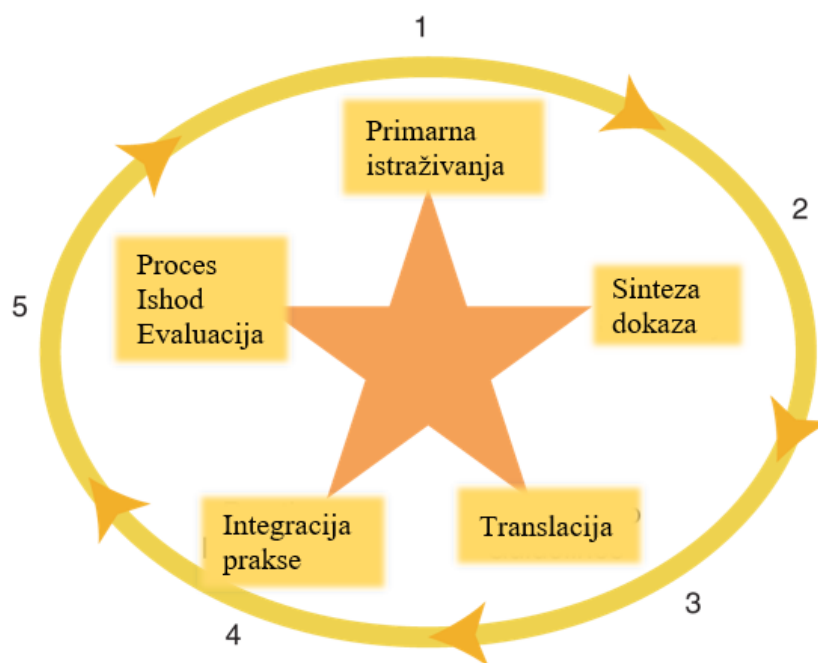 1
Primarna
istraživanja
2
Sinteza
dokaza
3
Translacija
4
Integracija
prakse
5
Proces
Ishod
Evaluacija